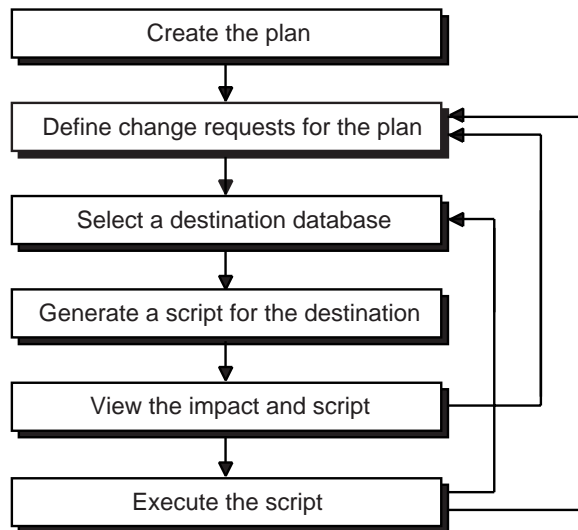 Create the plan
Define change requests for the plan
Select a destination database
Generate a script for the destination
View the impact and script
Execute the script